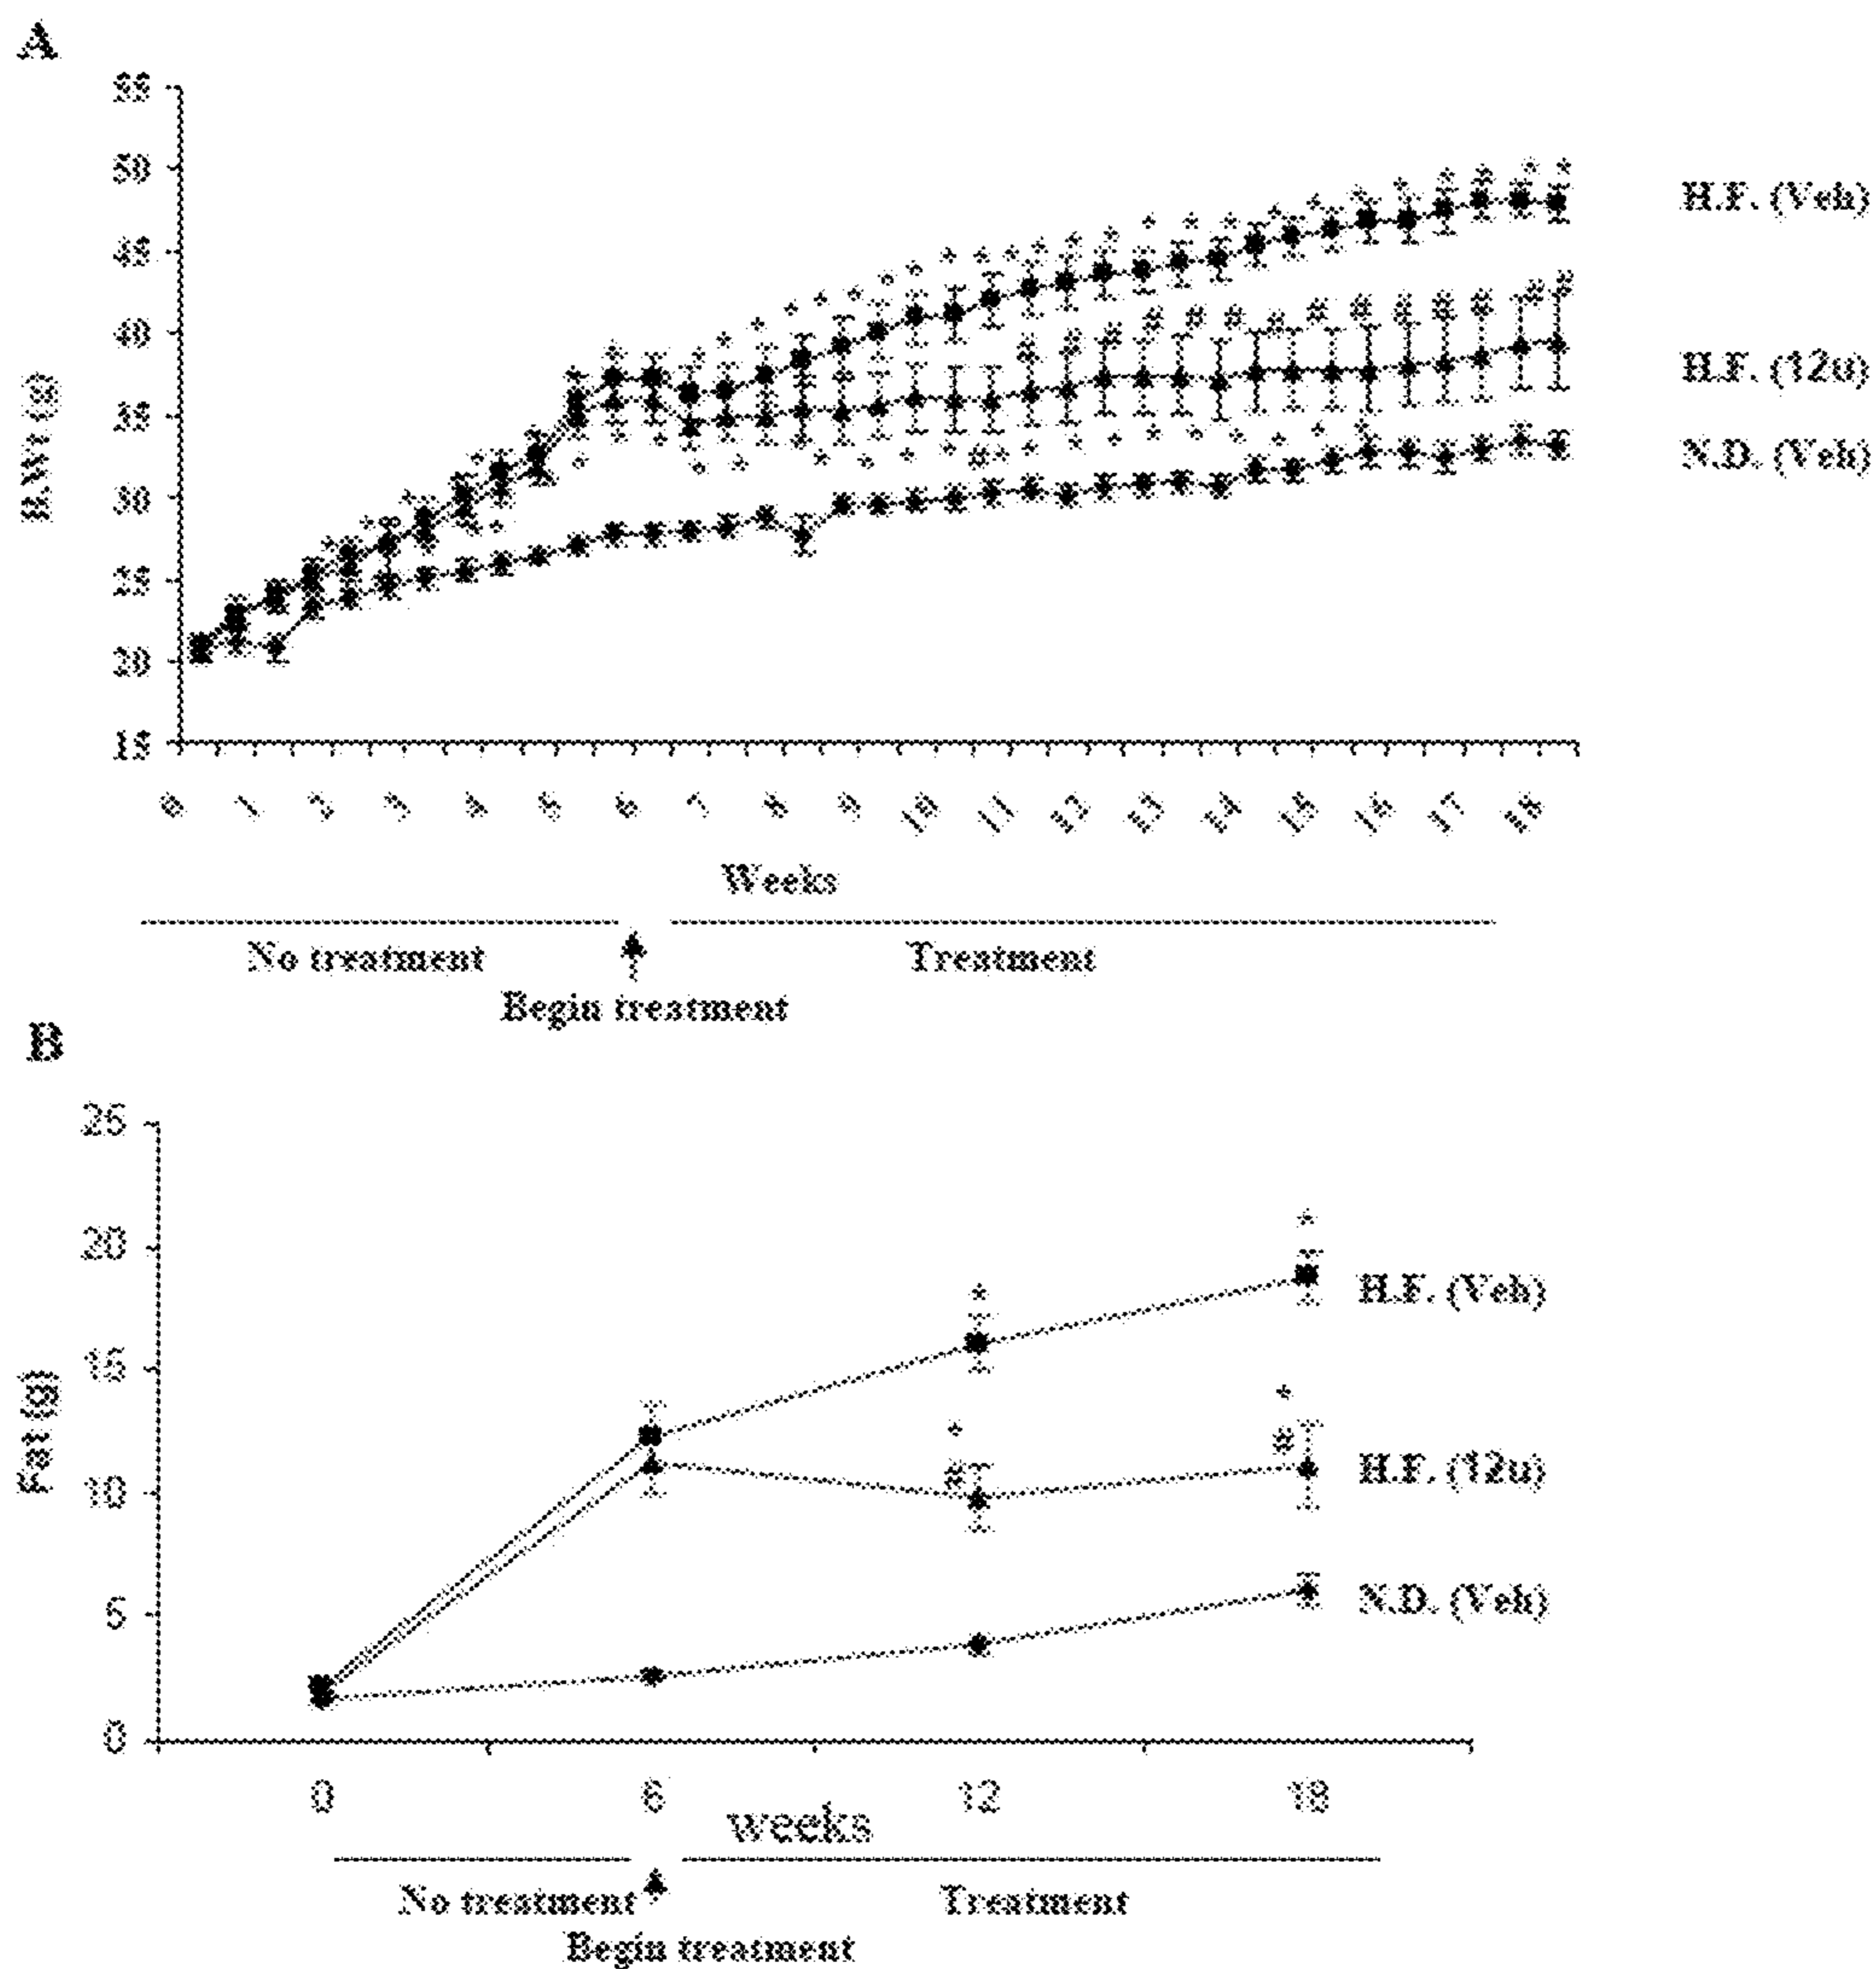 A
55
50
45
40
35
30
25
20
15
B.Wt (g)
H.F. (Veh)
H.F. (12u)
N.D. (Veh)
0 1 2 3 4 5 6 7 8 9 10 11 12 13 14 15 16 17 18
Weeks
No treatment
Treatment
Begin treatment
B
25
20
15
10
5
0
Fat (g)
H.F. (Veh)
H.F. (12u)
N.D. (Veh)
0 6 12 18
weeks
No treatment
Treatment
Begin treatment